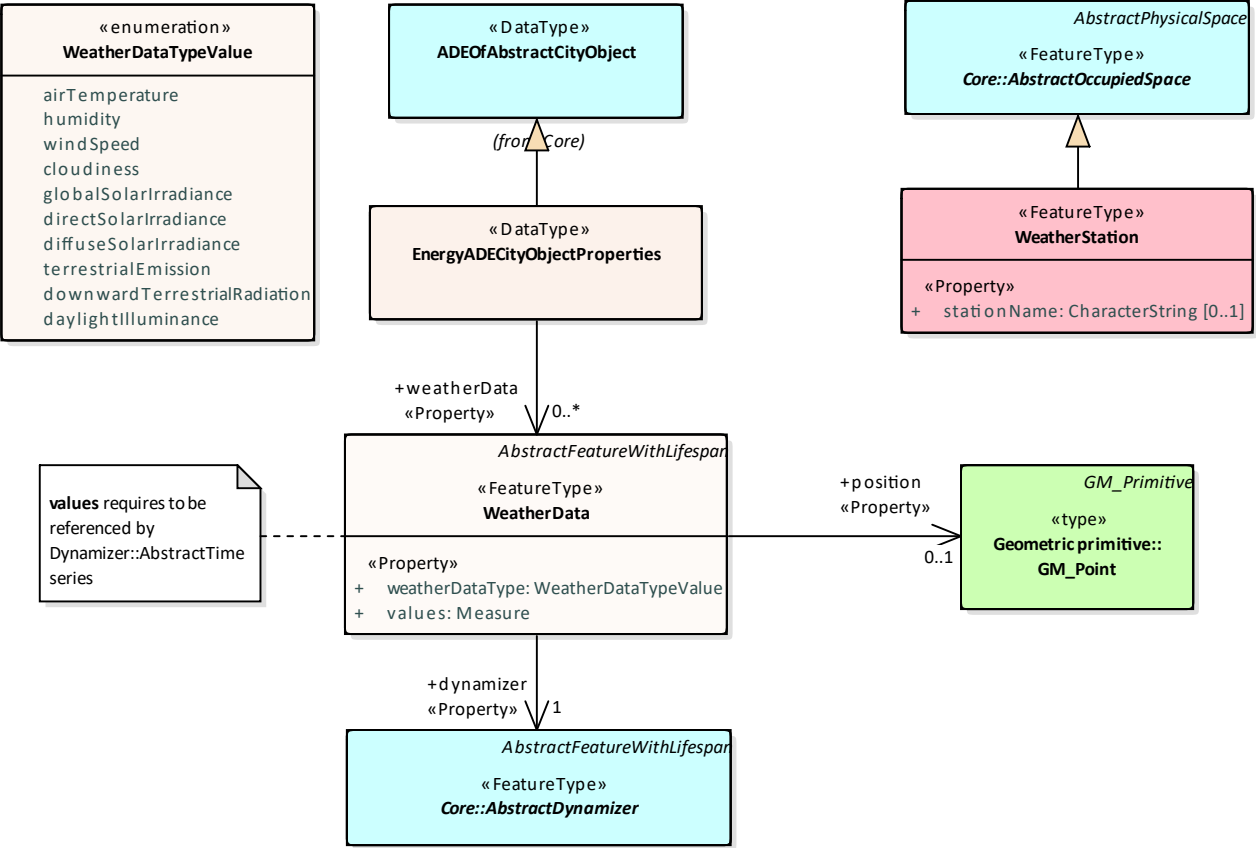 «enumeration»
WeatherDataTypeValue
airTemperature
humidity
windSpeed
cloudiness
globalSolarIrradiance
directSolarIrradiance
diffuseSolarIrradiance
terrestrialEmission
downwardTerrestrialRadiation
daylightIlluminance
«DataType»
ADEOfAbstractCityObject
(from Core)
AbstractPhysicalSpace
«FeatureType»
Core::AbstractOccupiedSpace
«DataType»
EnergyADECityObjectProperties
«FeatureType»
WeatherStation
«Property»
+ stationName: CharacterString [0..1]
+weatherData
«Property»
0..*
values requires to be
referenced by
Dynamizer::AbstractTime
series
AbstractFeatureWithLifespan
«FeatureType»
WeatherData
«Property»
+ weatherDataType: WeatherDataTypeValue
+ values: Measure
+position
«Property»
0..1
GM_Primitive
«type»
Geometric primitive::
GM_Point
+dynamizer
«Property»
1
AbstractFeatureWithLifespan
«FeatureType»
Core::AbstractDynamizer